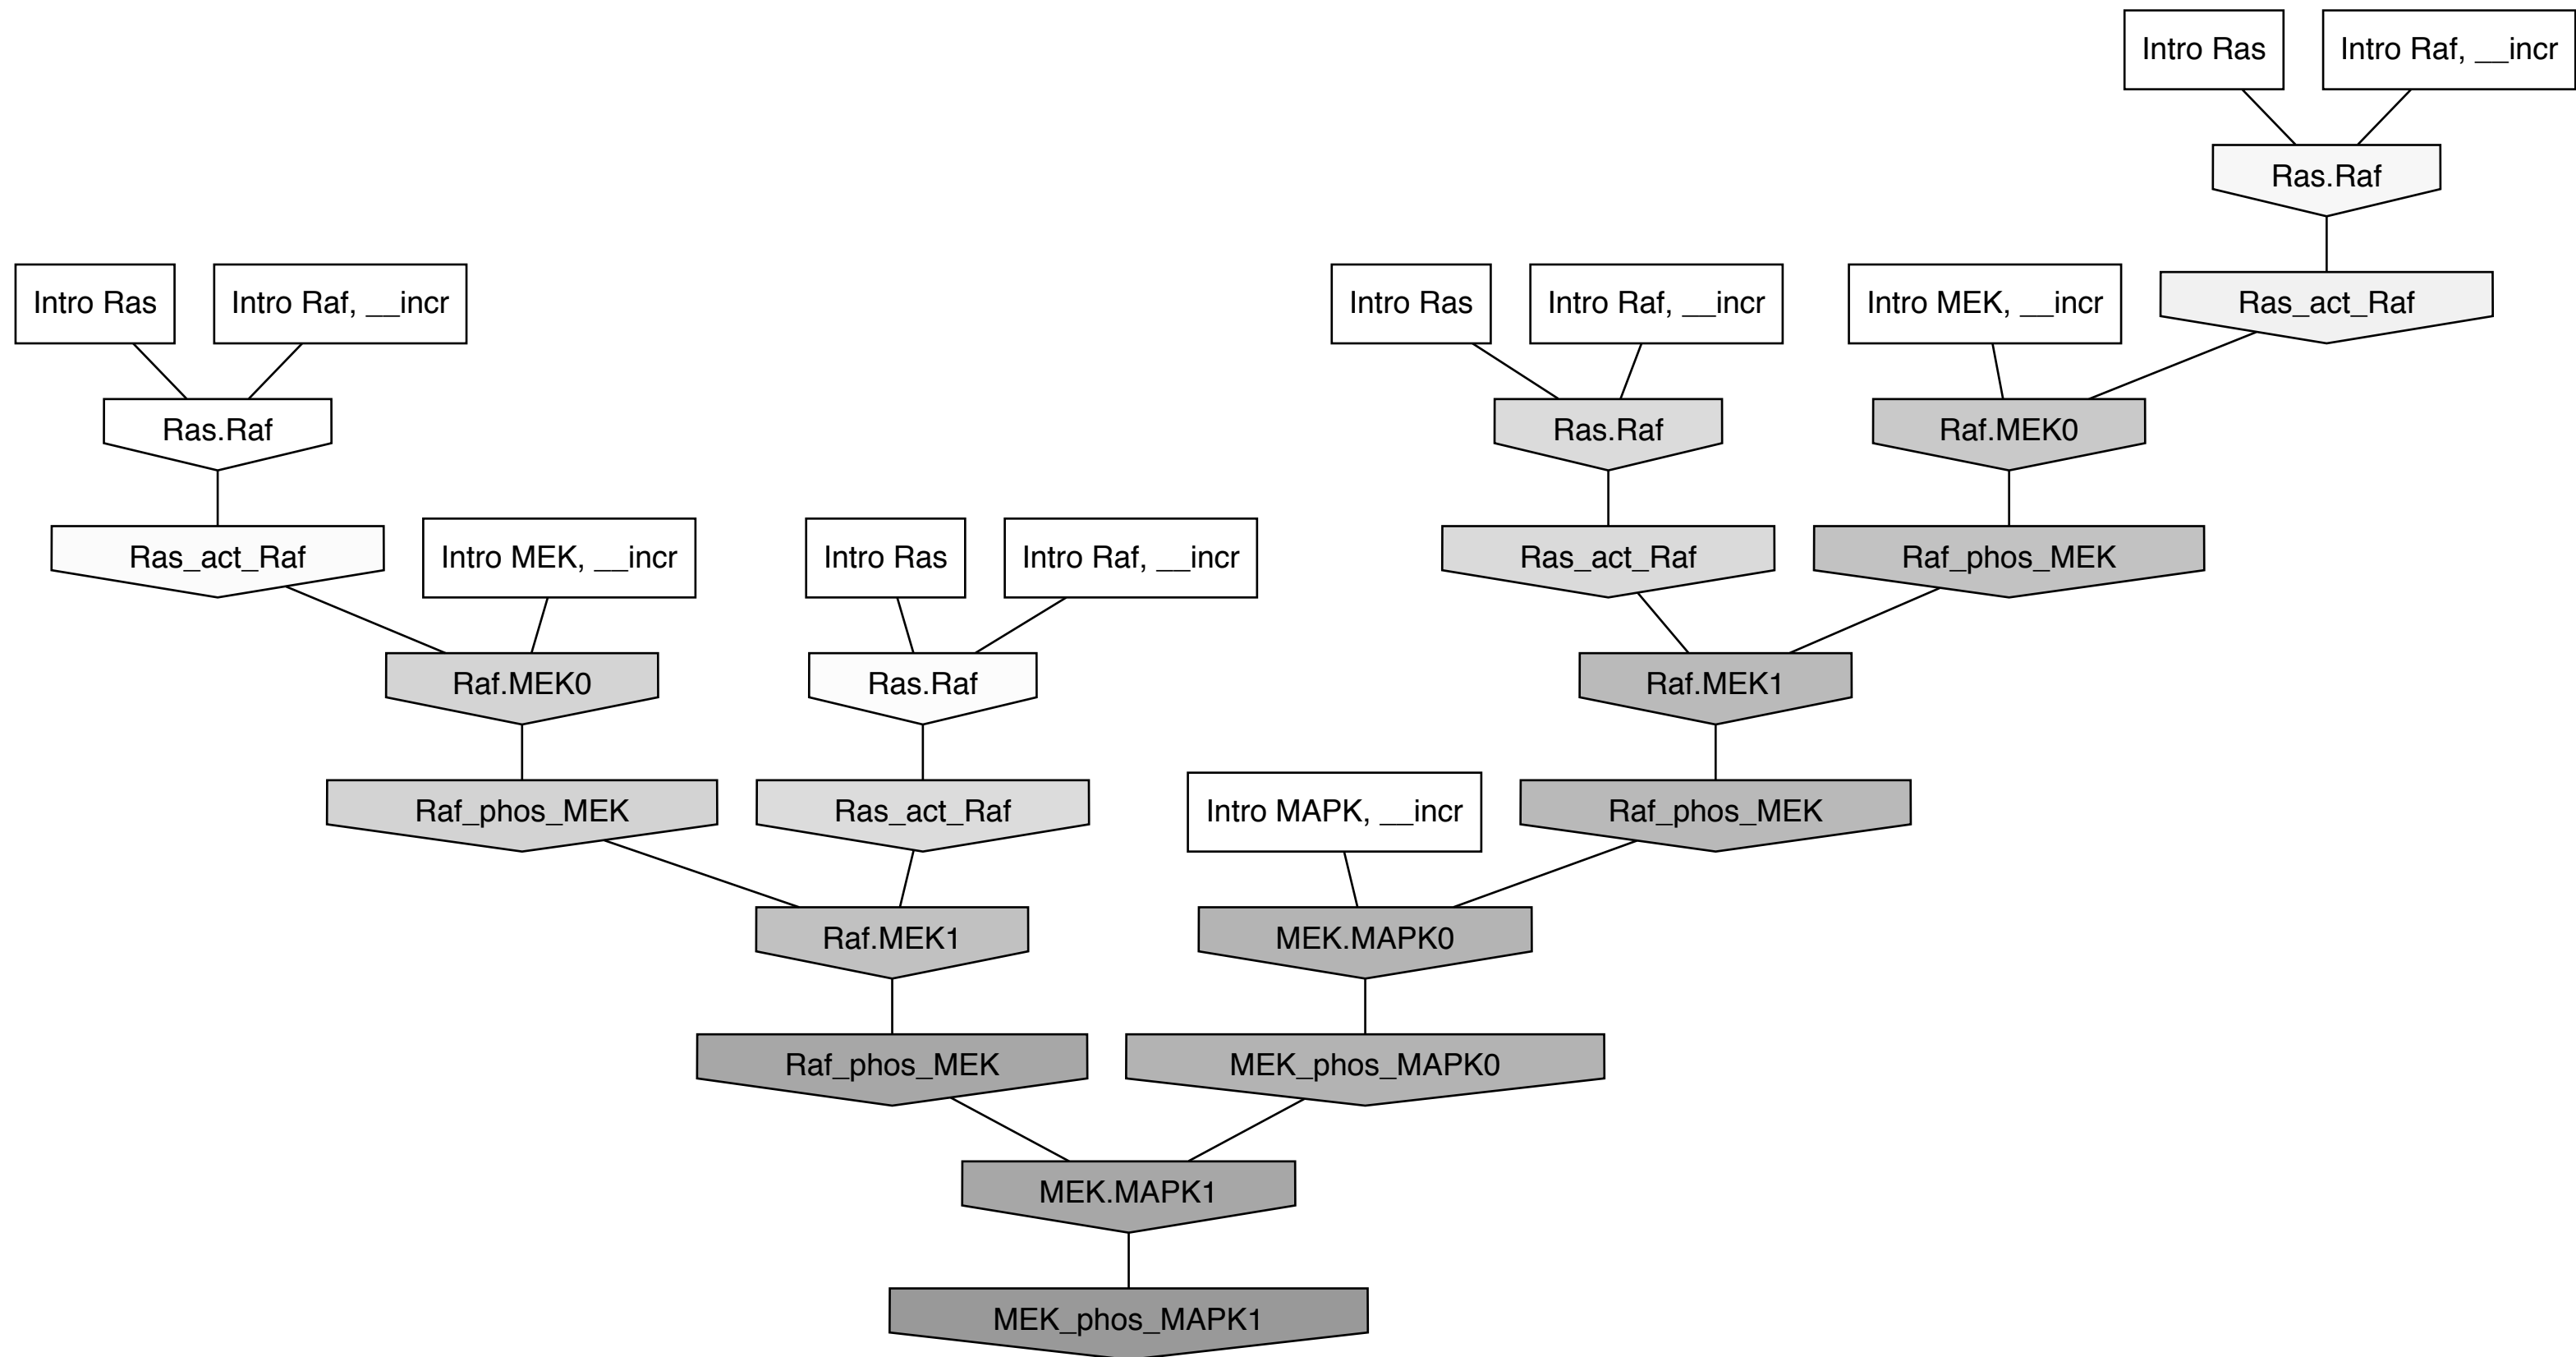 Intro Ras
Intro Raf, __incr
Ras.Raf
Intro Ras
Intro Raf, __incr
Intro Ras
Intro Raf, __incr
Intro MEK, __incr
Ras_act_Raf
Ras.Raf
Ras.Raf
Raf.MEK0
Ras_act_Raf
Intro MEK, __incr
Intro Ras
Intro Raf, __incr
Ras_act_Raf
Raf_phos_MEK
Raf.MEK0
Ras.Raf
Raf.MEK1
Raf_phos_MEK
Ras_act_Raf
Intro MAPK, __incr
Raf_phos_MEK
Raf.MEK1
MEK.MAPK0
Raf_phos_MEK
MEK_phos_MAPK0
MEK.MAPK1
MEK_phos_MAPK1